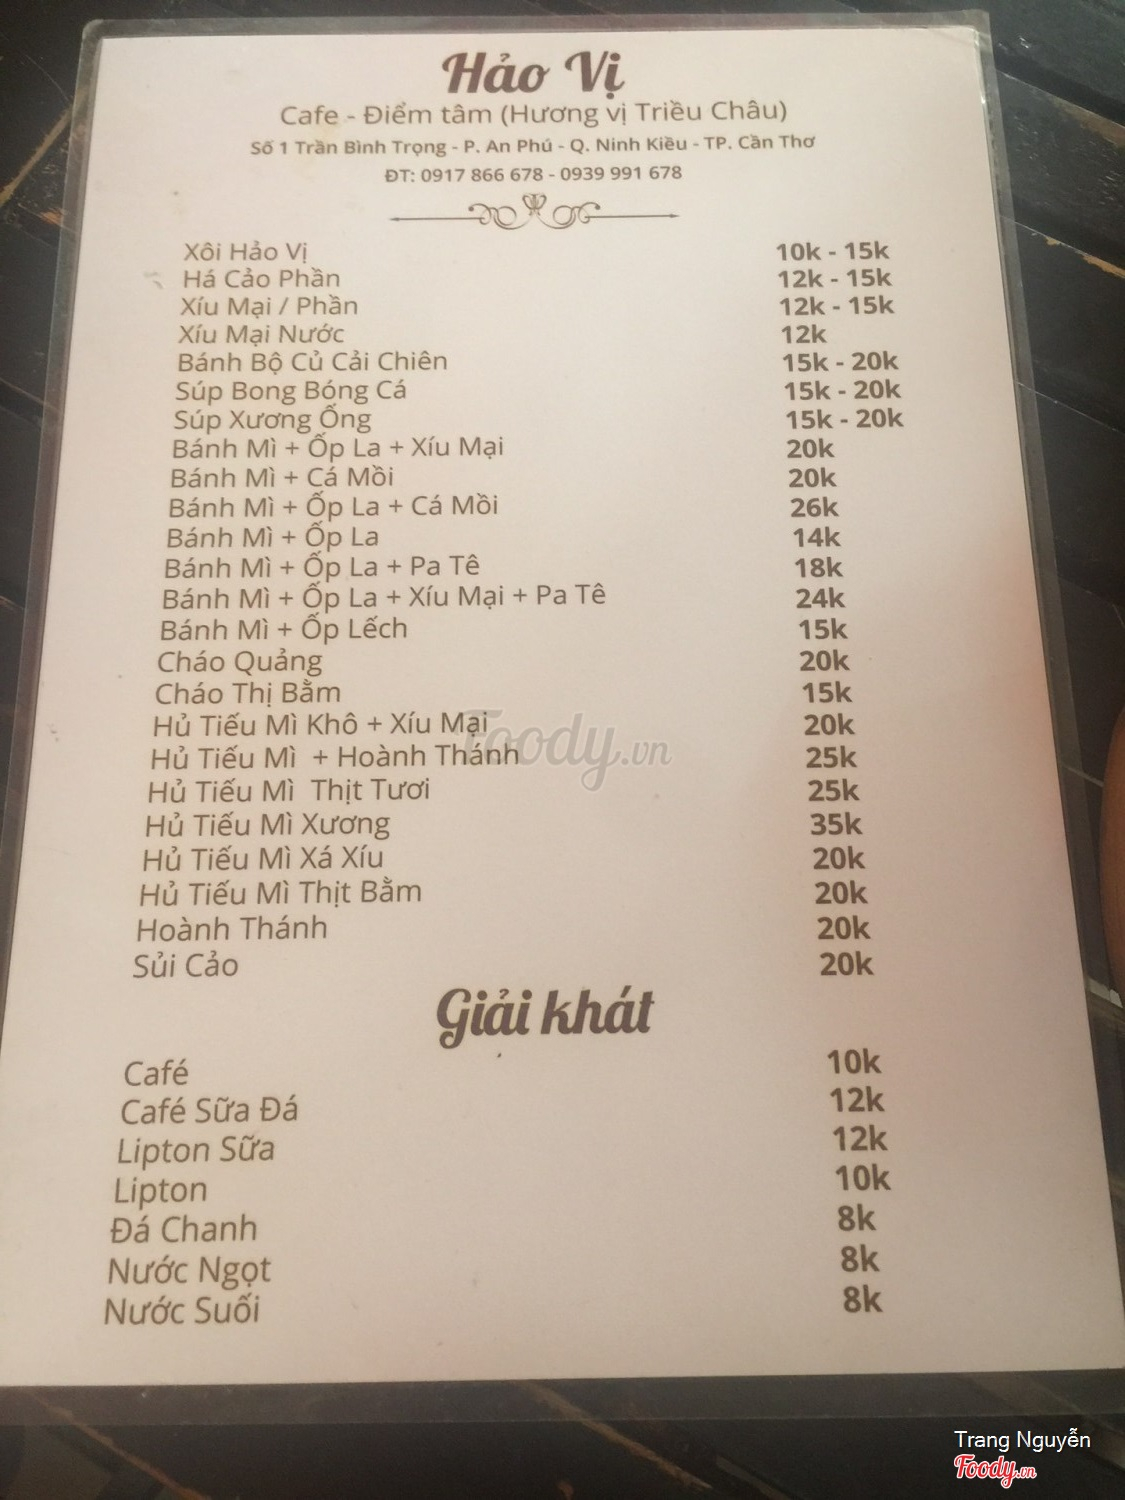 Hảo Vị
Cafe - Điểm tâm (Hương vị Triều Châu)
Số 1 Trần Bình Trọng - P. An Phú - Q. Ninh Kiều - TP. Cần Thơ
ĐT: 0917 866 678 - 0939 991 678
Xôi Hảo Vị 10k - 15k
Há Cảo Phần 12k - 15k
Xíu Mại / Phần 12k - 15k
Xíu Mại Nước 12k
Bánh Bộ Củ Cải Chiên 15k - 20k
Súp Bong Bóng Cá 15k - 20k
Súp Xương Ống 15k - 20k
Bánh Mì + Ốp La + Xíu Mại 20k
Bánh Mì + Cá Mồi 20k
Bánh Mì + Ốp La + Cá Mồi 26k
Bánh Mì + Ốp La 14k
Bánh Mì + Ốp La + Pa Tê 18k
Bánh Mì + Ốp La + Xíu Mại + Pa Tê 24k
Bánh Mì + Ốp Lếch 15k
Cháo Quảng 20k
Cháo Thị Bằm 15k
Hủ Tiếu Mì Khô + Xíu Mại 20k
Hủ Tiếu Mì + Hoành Thánh 25k
Hủ Tiếu Mì Thịt Tươi 25k
Hủ Tiếu Mì Xương 35k
Hủ Tiếu Mì Xá Xíu 20k
Hủ Tiếu Mì Thịt Bằm 20k
Hoành Thánh 20k
Sủi Cảo 20k
Giải khát
Café 10k
Café Sữa Đá 12k
Lipton Sữa 12k
Lipton 10k
Đá Chanh 8k
Nước Ngọt 8k
Nước Suối 8k
Foody.vn
Trang Nguyễn
Foody.vn